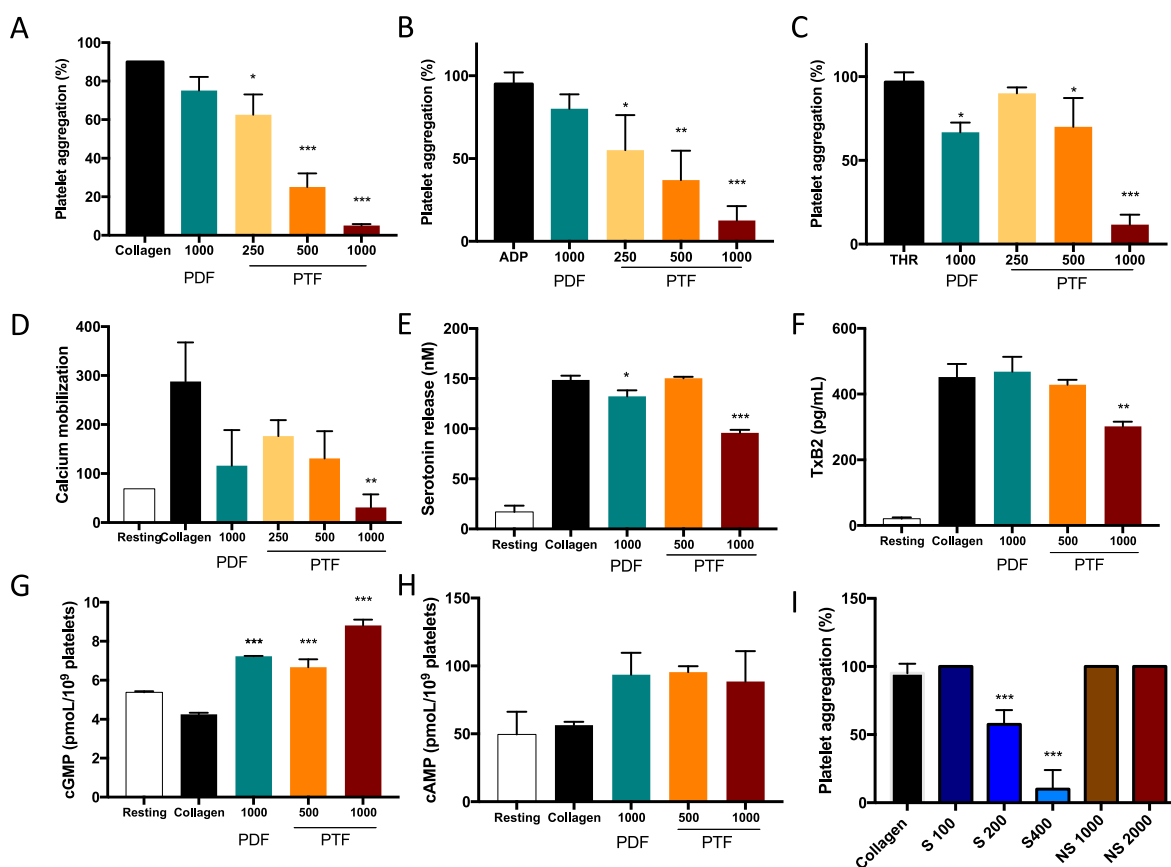 A
Platelet aggregation (%)
100
80
60
40
20
0
*
***
***
Collagen 1000 250 500 1000
PDF PTF
B
Platelet aggregation (%)
100
50
0
*
**
***
ADP 1000 250 500 1000
PDF PTF
C
Platelet aggregation (%)
100
50
0
*
*
***
THR 1000 250 500 1000
PDF PTF
D
Calcium mobilization
400
300
200
100
0
**
Resting Collagen 1000 250 500 1000
PDF PTF
E
Serotonin release (nM)
200
150
100
50
0
*
***
Resting Collagen 1000 500 1000
PDF PTF
F
TxB2 (pg/mL)
600
400
200
0
**
Resting Collagen 1000 500 1000
PDF PTF
G
cGMP (pmoL/10⁹ platelets)
10
8
6
4
2
0
***
***
***
Resting Collagen 1000 500 1000
PDF PTF
H
cAMP (pmoL/10⁹ platelets)
150
100
50
0
Resting Collagen 1000 500 1000
PDF PTF
I
Platelet aggregation (%)
150
100
50
0
***
***
Collagen S 100 S 200 S400 NS 1000 NS 2000